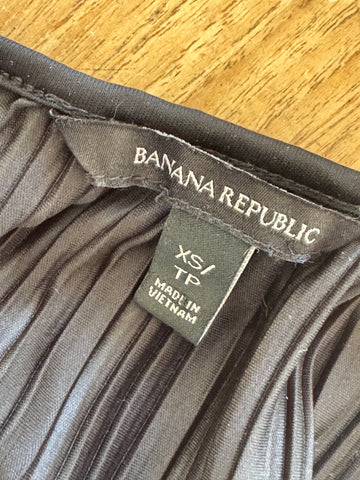 BANANA REPUBLIC
XS/
TP
MADE IN
VIETNAM